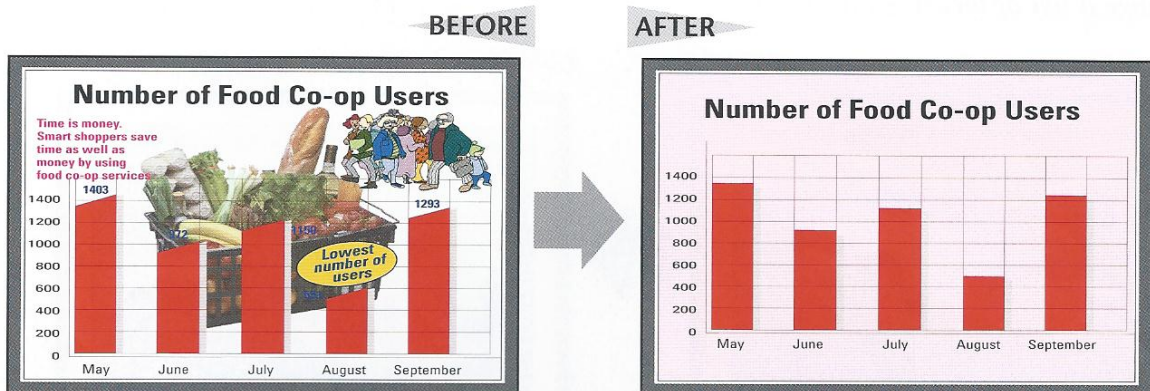 BEFORE
AFTER
Number of Food Co-op Users
Time is money.
Smart shoppers save
time as well as
money by using
food co-op services
1403
1293
1150
Lowest
number of
users
1400
1200
1000
800
600
400
200
0
May June July August September
Number of Food Co-op Users
1400
1200
1000
800
600
400
200
0
May June July August September